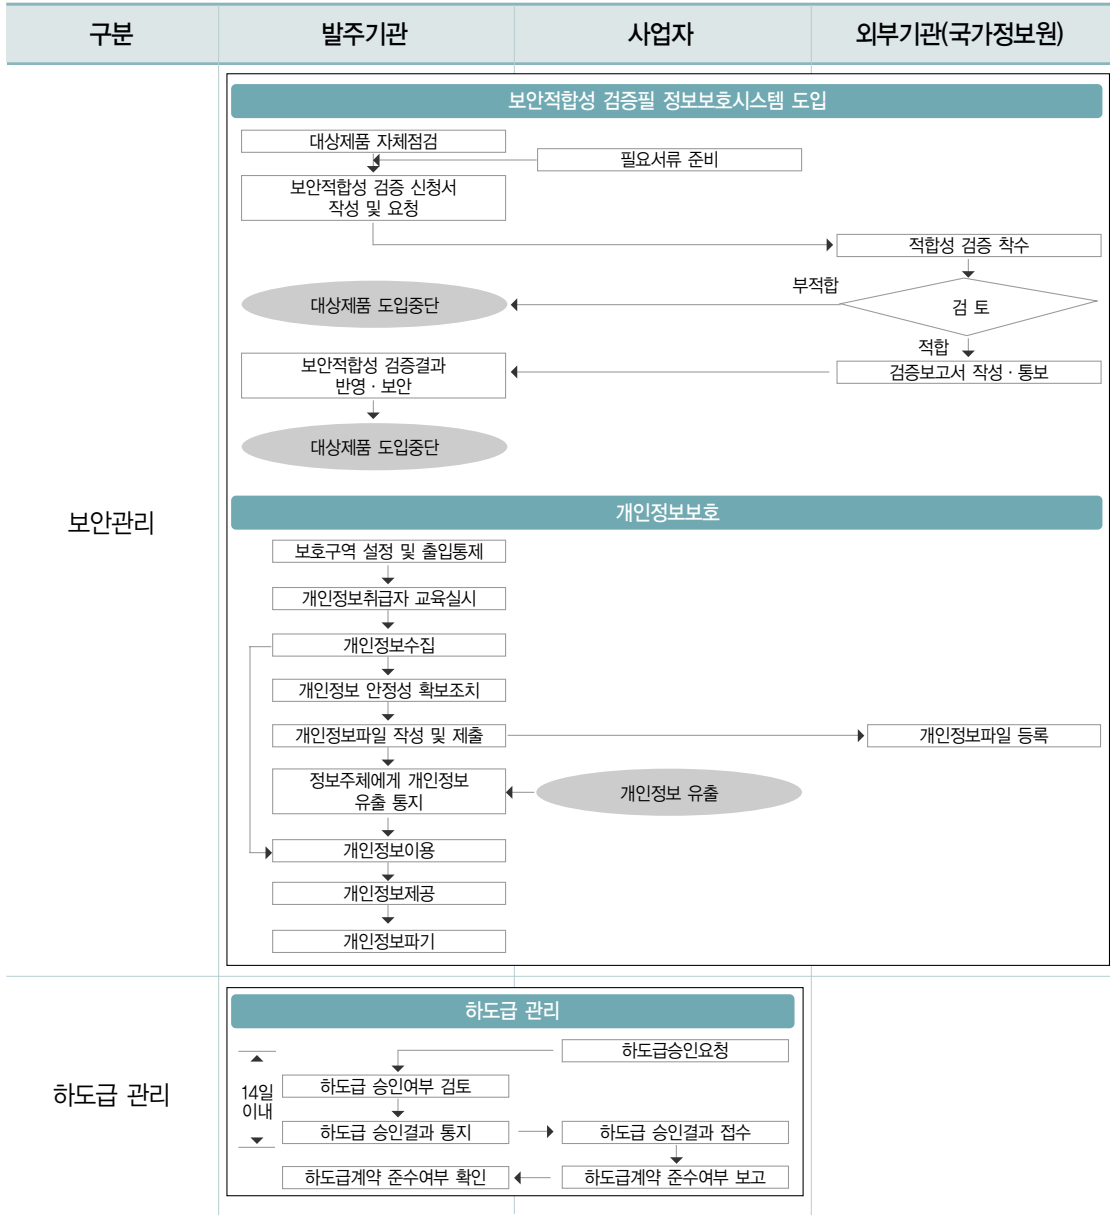 구분
발주기관
사업자
외부기관(국가정보원)
보안관리
보안적합성 검증필 정보보호시스템 도입
대상제품 자체점검
필요서류 준비
보안적합성 검증 신청서
작성 및 요청
적합성 검증 착수
부적합
대상제품 도입중단
검 토
적합
보안적합성 검증결과
반영 · 보안
검증보고서 작성 · 통보
대상제품 도입중단
개인정보보호
보호구역 설정 및 출입통제
개인정보취급자 교육실시
개인정보수집
개인정보 안정성 확보조치
개인정보파일 작성 및 제출
개인정보파일 등록
정보주체에게 개인정보
유출 통지
개인정보 유출
개인정보이용
개인정보제공
개인정보파기
하도급 관리
하도급 관리
하도급승인요청
14일
이내
하도급 승인여부 검토
하도급 승인결과 통지
하도급 승인결과 접수
하도급계약 준수여부 확인
하도급계약 준수여부 보고